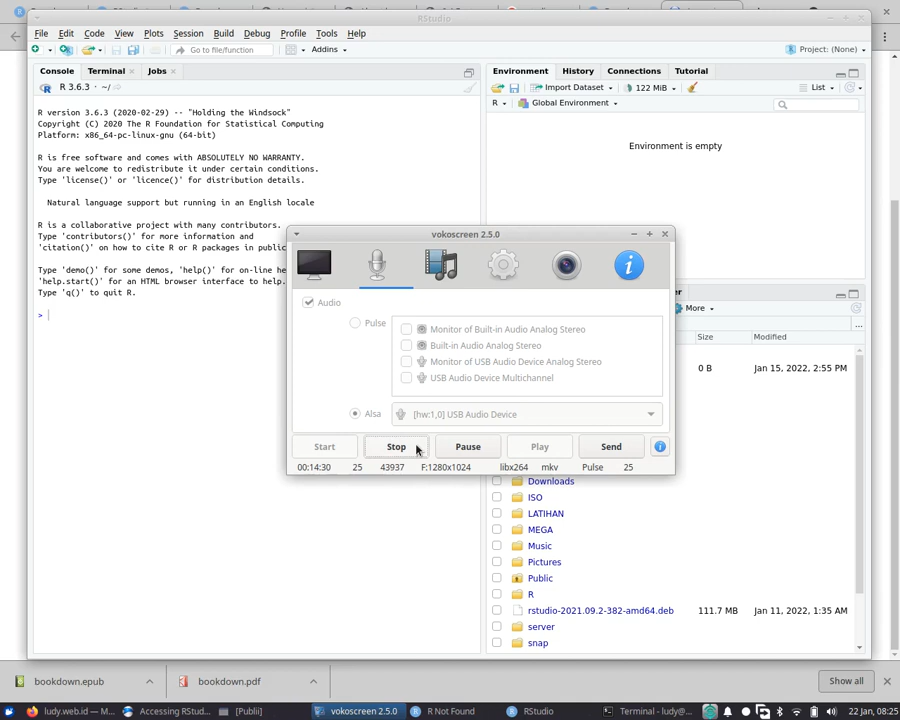 RStudio
File Edit Code View Plots Session Build Debug Profile Tools Help
Go to file/function Addins Project: (None)
Console Terminal Jobs
R 3.6.3 · ~/
R version 3.6.3 (2020-02-29) -- "Holding the Windsock"
Copyright (C) 2020 The R Foundation for Statistical Computing
Platform: x86_64-pc-linux-gnu (64-bit)
R is free software and comes with ABSOLUTELY NO WARRANTY.
You are welcome to redistribute it under certain conditions.
Type 'license()' or 'licence()' for distribution details.
Natural language support but running in an English locale
R is a collaborative project with many contributors.
Type 'contributors()' for more information and
'citation()' on how to cite R or R packages in public
Type 'demo()' for some demos, 'help()' for on-line he
'help.start()' for an HTML browser interface to help.
Type 'q()' to quit R.
>
Environment History Connections Tutorial
Import Dataset 122 MiB List
R Global Environment
Environment is empty
vokoscreen 2.5.0
Audio
Pulse
Monitor of Built-in Audio Analog Stereo
Built-in Audio Analog Stereo
Monitor of USB Audio Device Analog Stereo
USB Audio Device Multichannel
Alsa [hw:1,0] USB Audio Device
Start Stop Pause Play Send
00:14:30 25 43937 F:1280x1024 libx264 mkv Pulse 25
er
More ...
Size Modified
0 B Jan 15, 2022, 2:55 PM
Downloads
ISO
LATIHAN
MEGA
Music
Pictures
Public
R
rstudio-2021.09.2-382-amd64.deb 111.7 MB Jan 11, 2022, 1:35 AM
server
snap
bookdown.epub bookdown.pdf Show all
ludy.web.id — M... Accessing RStud... [Publii] vokoscreen 2.5.0 R Not Found RStudio Terminal - ludy@... 22 Jan, 08:25